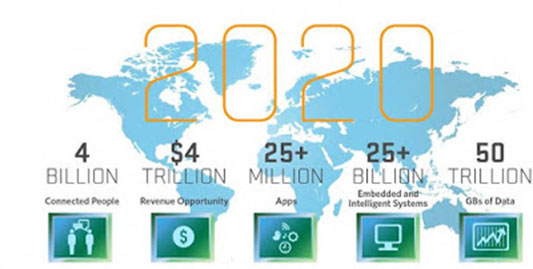 2020
4
BILLION
Connected People
$4
TRILLION
Revenue Opportunity
25+
MILLION
Apps
25+
BILLION
Embedded and
Intelligent Systems
50
TRILLION
GBs of Data
$